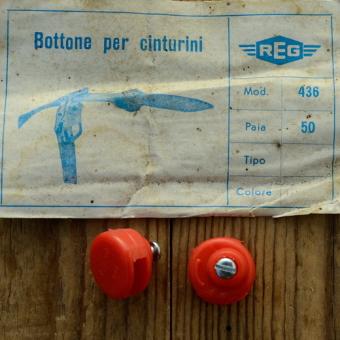 Bottone per cinturini
REG
Mod. 436
Paia 50
Tipo
Colore